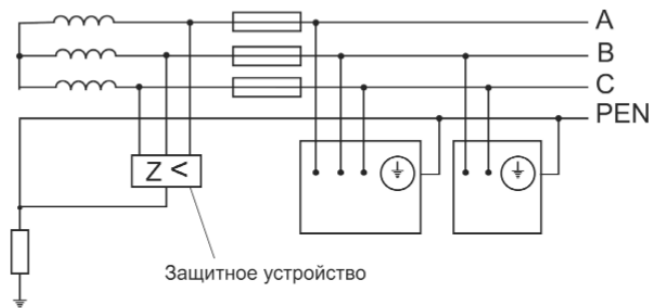 A
B
C
PEN
Z <
Защитное устройство